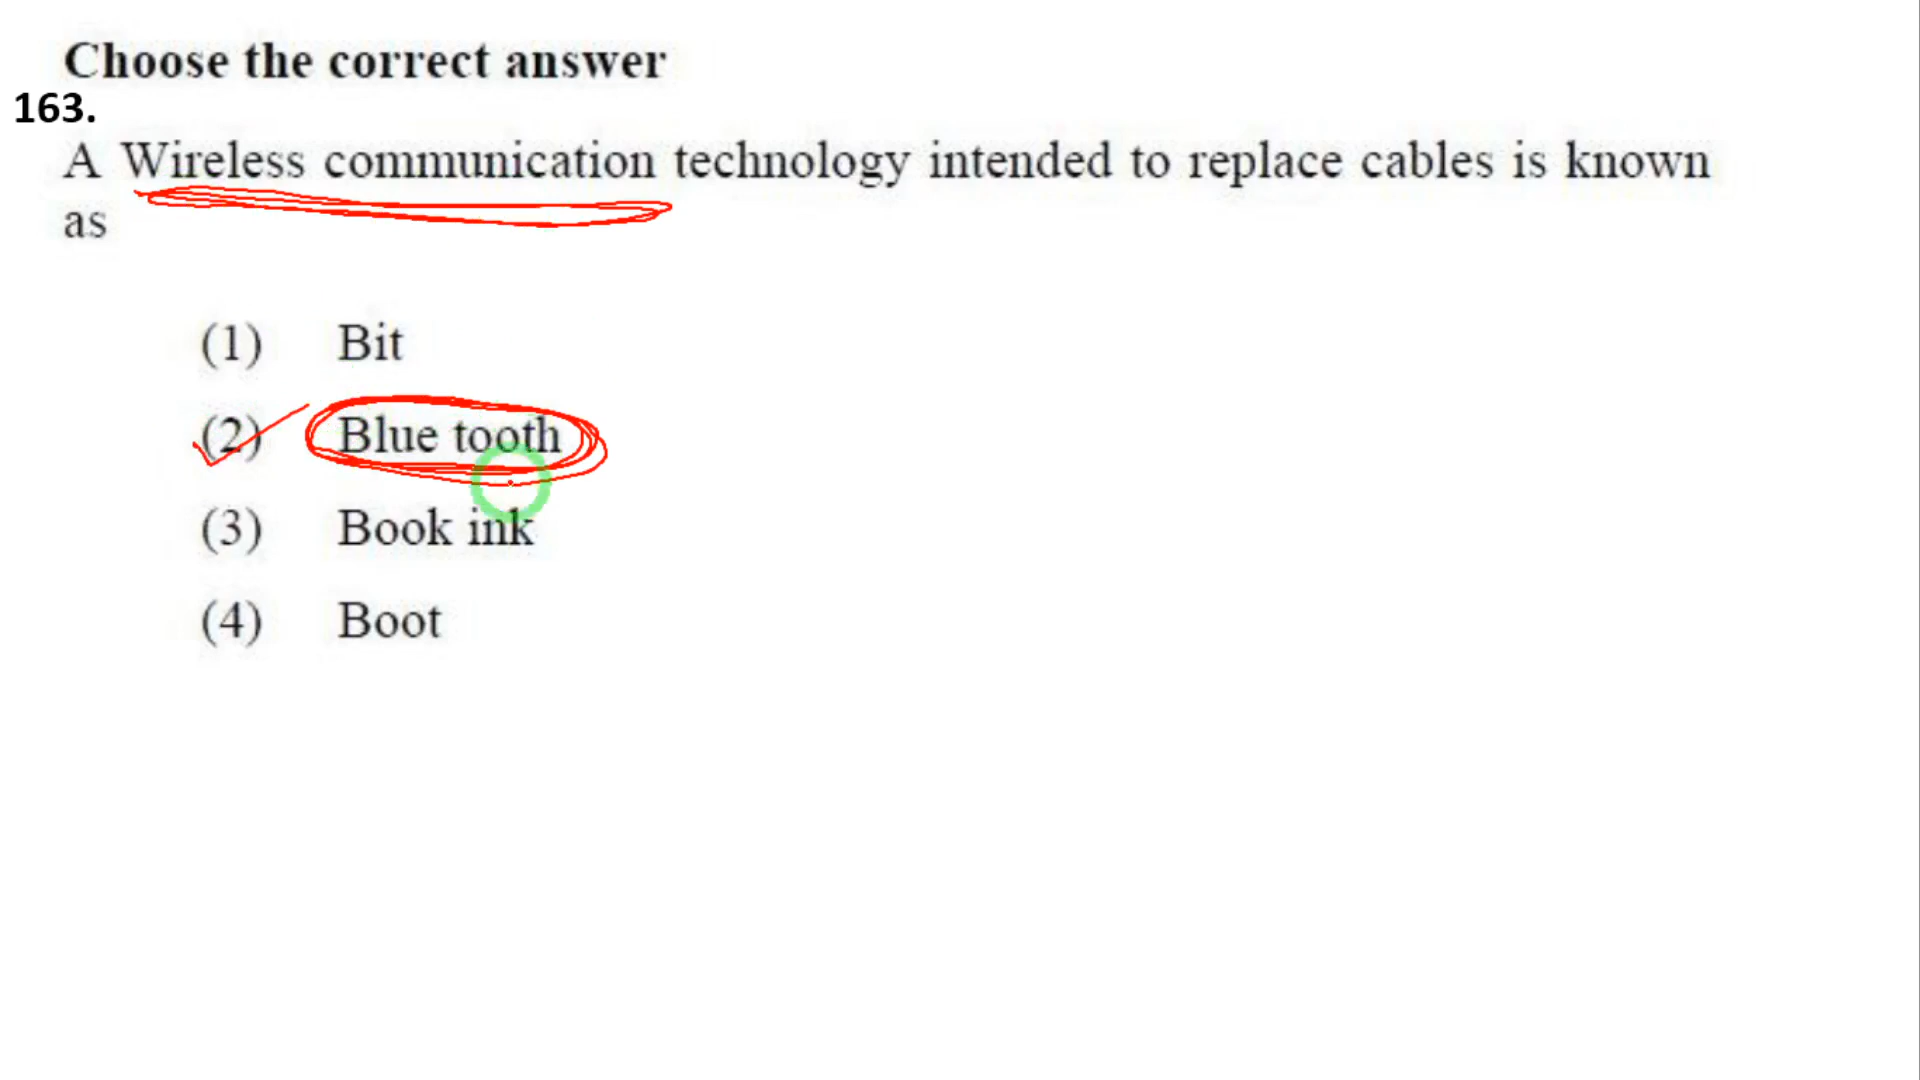 Choose the correct answer
163.
A Wireless communication technology intended to replace cables is known
as
(1) Bit
(2) Blue tooth
(3) Book ink
(4) Boot